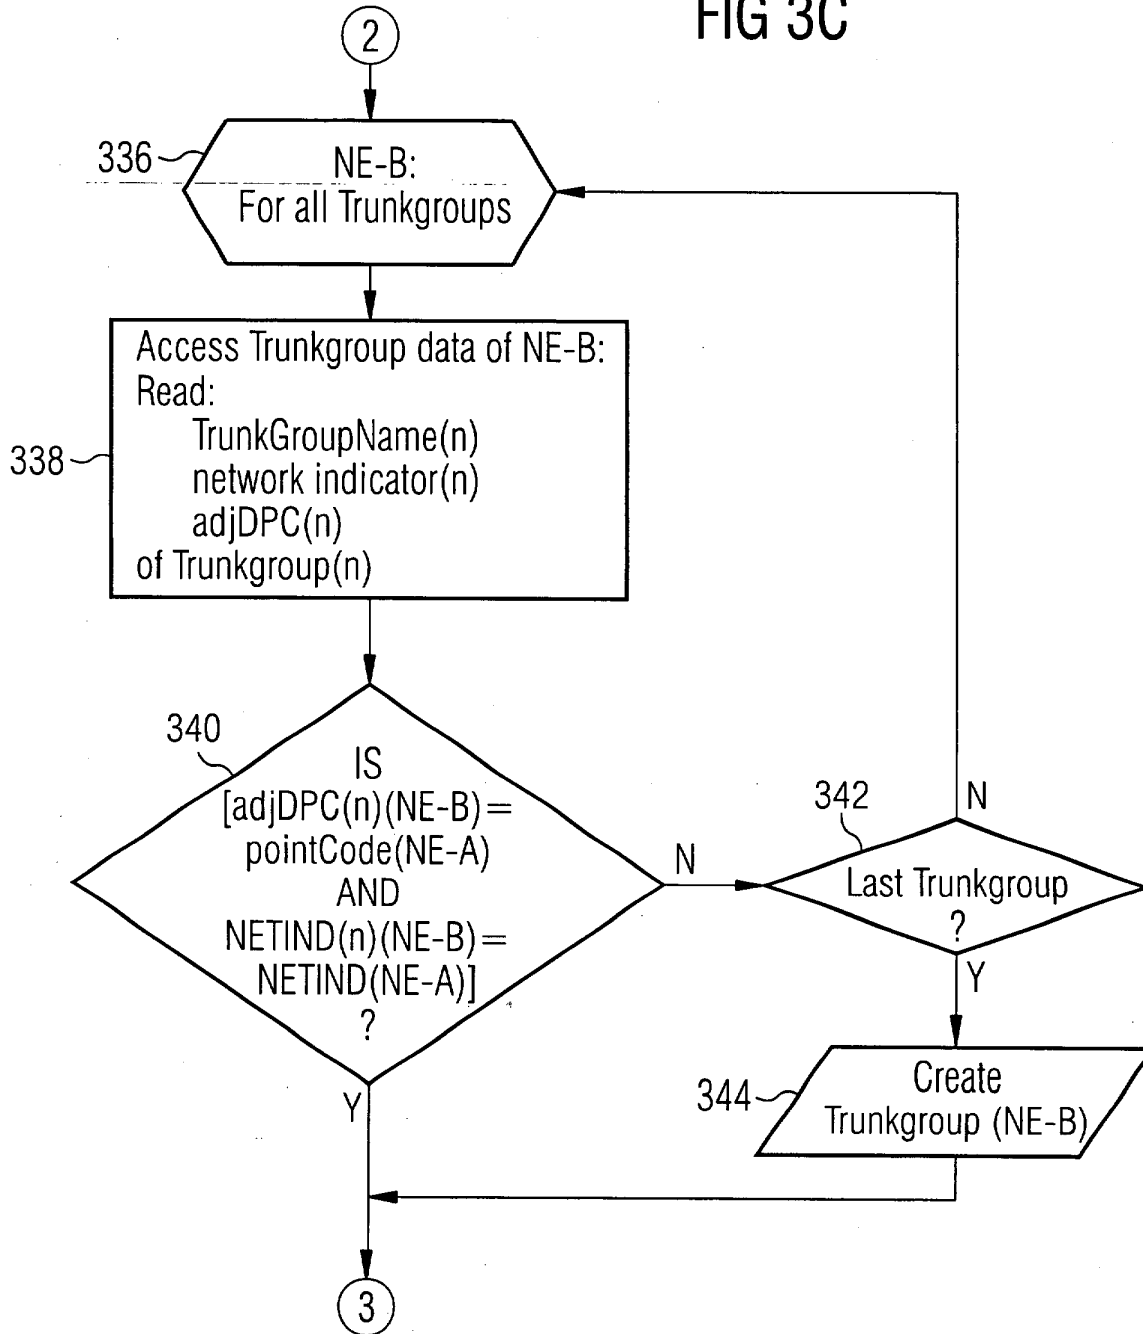 FIG 3C
2
336
NE-B:
For all Trunkgroups
Access Trunkgroup data of NE-B:
Read:
TrunkGroupName(n)
network indicator(n)
adjDPC(n)
of Trunkgroup(n)
338
340
IS
[adjDPC(n)(NE-B)=
pointCode(NE-A)
AND
NETIND(n)(NE-B)=
NETIND(NE-A)]
?
N
Y
342
N
Last Trunkgroup
?
Y
344
Create
Trunkgroup (NE-B)
3